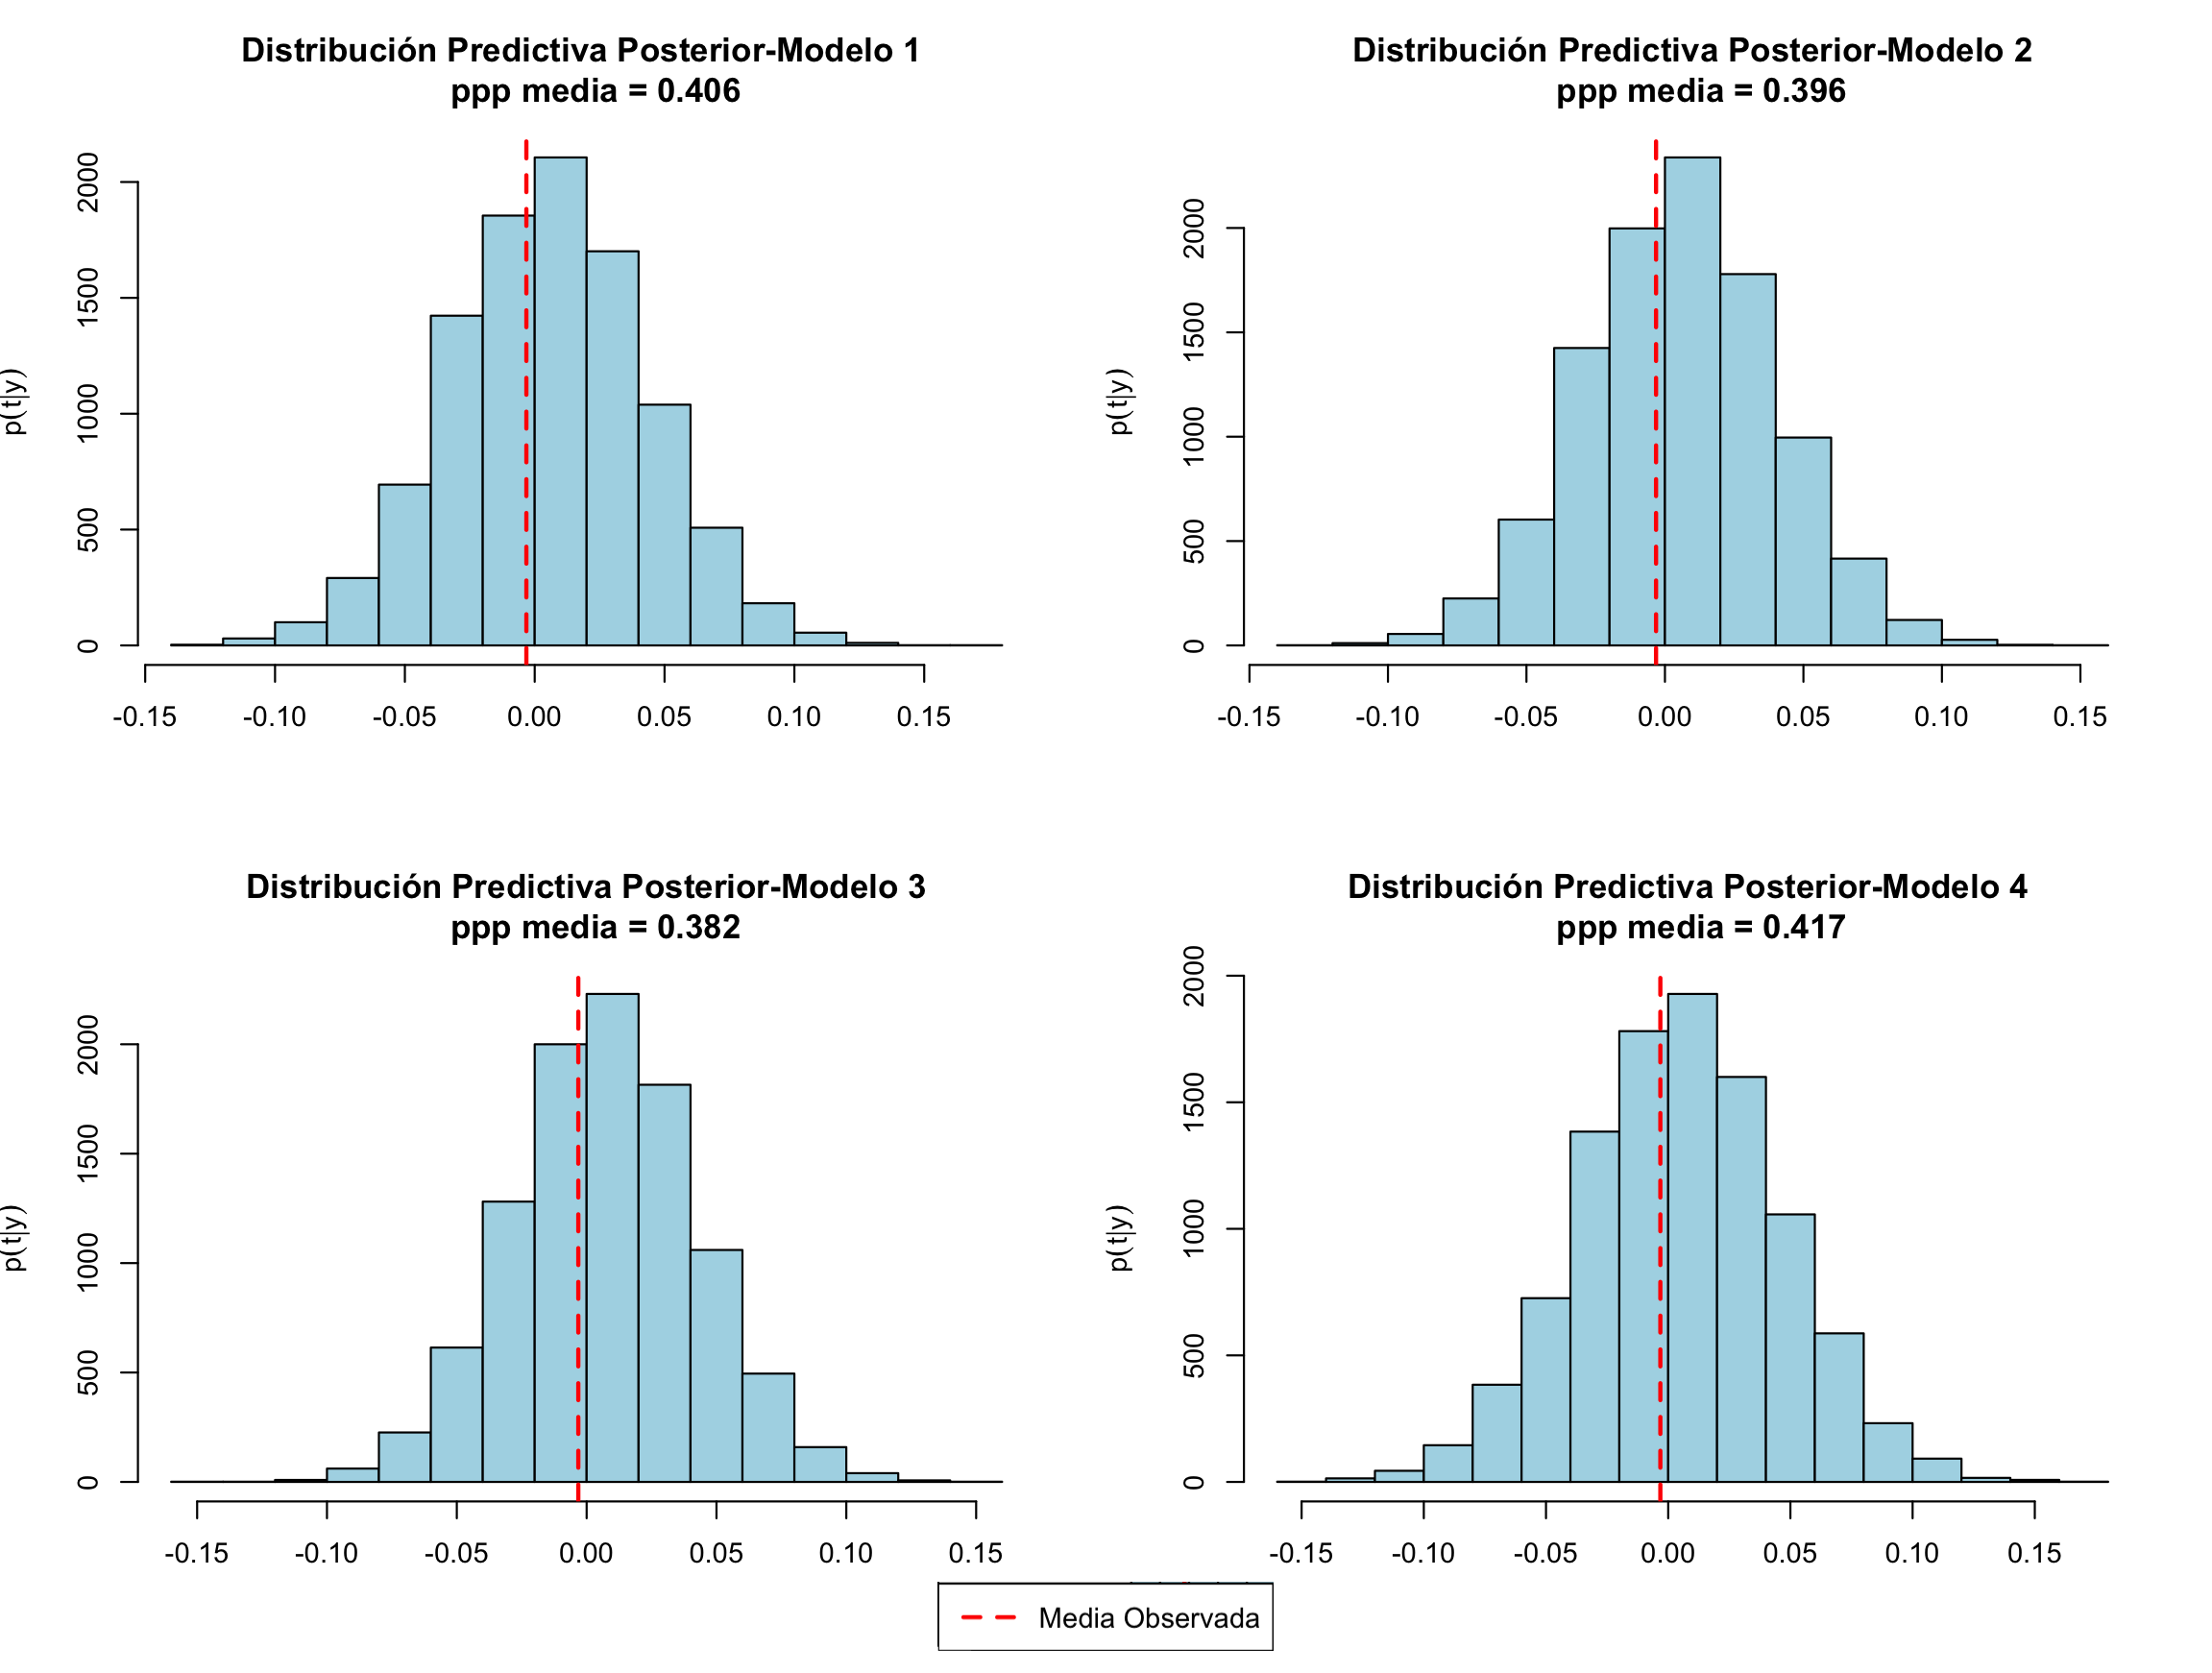 Distribución Predictiva Posterior-Modelo 1
ppp media = 0.406
p(t|y)
0 500 1000 1500 2000
-0.15 -0.10 -0.05 0.00 0.05 0.10 0.15
Distribución Predictiva Posterior-Modelo 2
ppp media = 0.396
p(t|y)
0 500 1000 1500 2000
-0.15 -0.10 -0.05 0.00 0.05 0.10 0.15
Distribución Predictiva Posterior-Modelo 3
ppp media = 0.382
p(t|y)
0 500 1000 1500 2000
-0.15 -0.10 -0.05 0.00 0.05 0.10 0.15
Distribución Predictiva Posterior-Modelo 4
ppp media = 0.417
p(t|y)
0 500 1000 1500 2000
-0.15 -0.10 -0.05 0.00 0.05 0.10 0.15
Media Observada